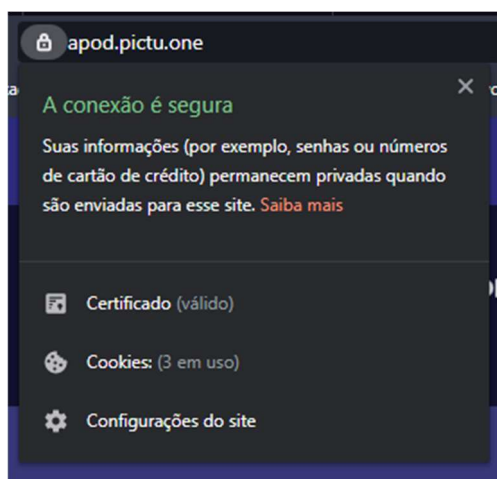 apod.pictu.one
A conexão é segura
Suas informações (por exemplo, senhas ou números
de cartão de crédito) permanecem privadas quando
são enviadas para esse site. Saiba mais
Certificado (válido)
Cookies: (3 em uso)
Configurações do site